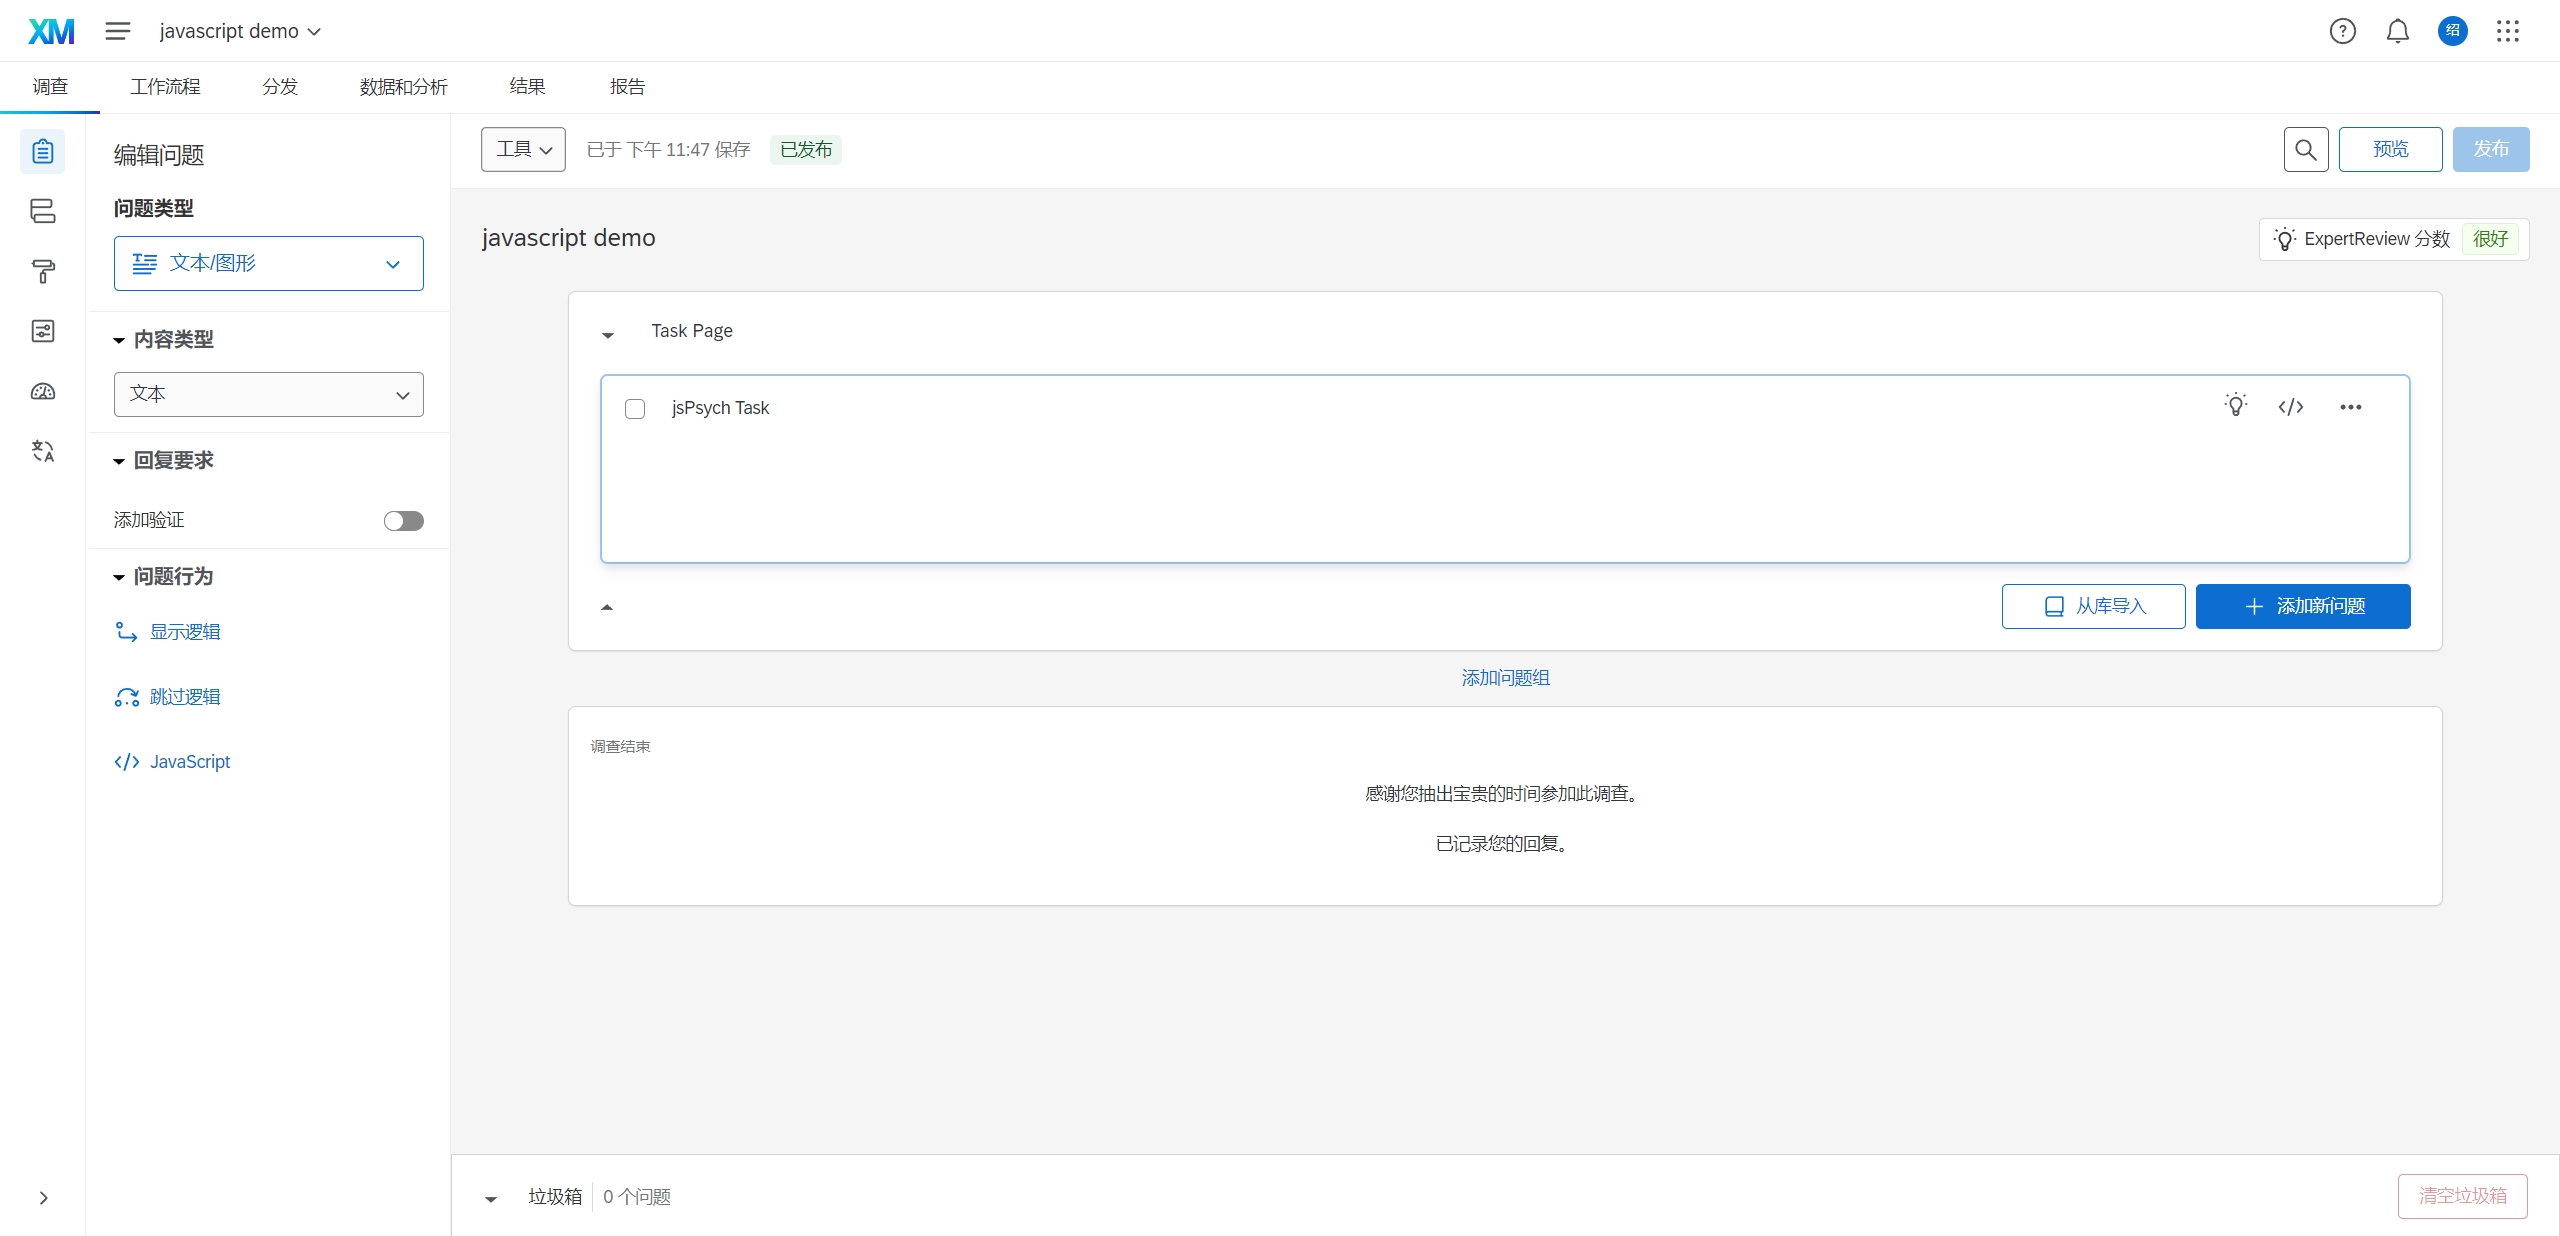 XM
javascript demo
绍
调查
工作流程
分发
数据和分析
结果
报告
编辑问题
问题类型
文本/图形
内容类型
文本
回复要求
添加验证
问题行为
显示逻辑
跳过逻辑
</> JavaScript
工具
已于 下午 11:47 保存
已发布
预览
发布
javascript demo
ExpertReview 分数
很好
Task Page
jsPsych Task
从库导入
添加新问题
添加问题组
调查结束
感谢您抽出宝贵的时间参加此调查。
已记录您的回复。
垃圾箱
0 个问题
清空垃圾箱